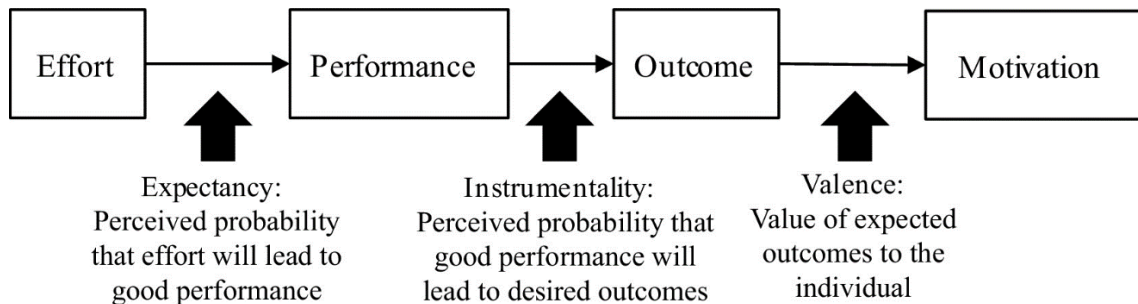 Effort
Performance
Outcome
Motivation
Expectancy:
Perceived probability
that effort will lead to
good performance
Instrumentality:
Perceived probability that
good performance will
lead to desired outcomes
Valence:
Value of expected
outcomes to the
individual